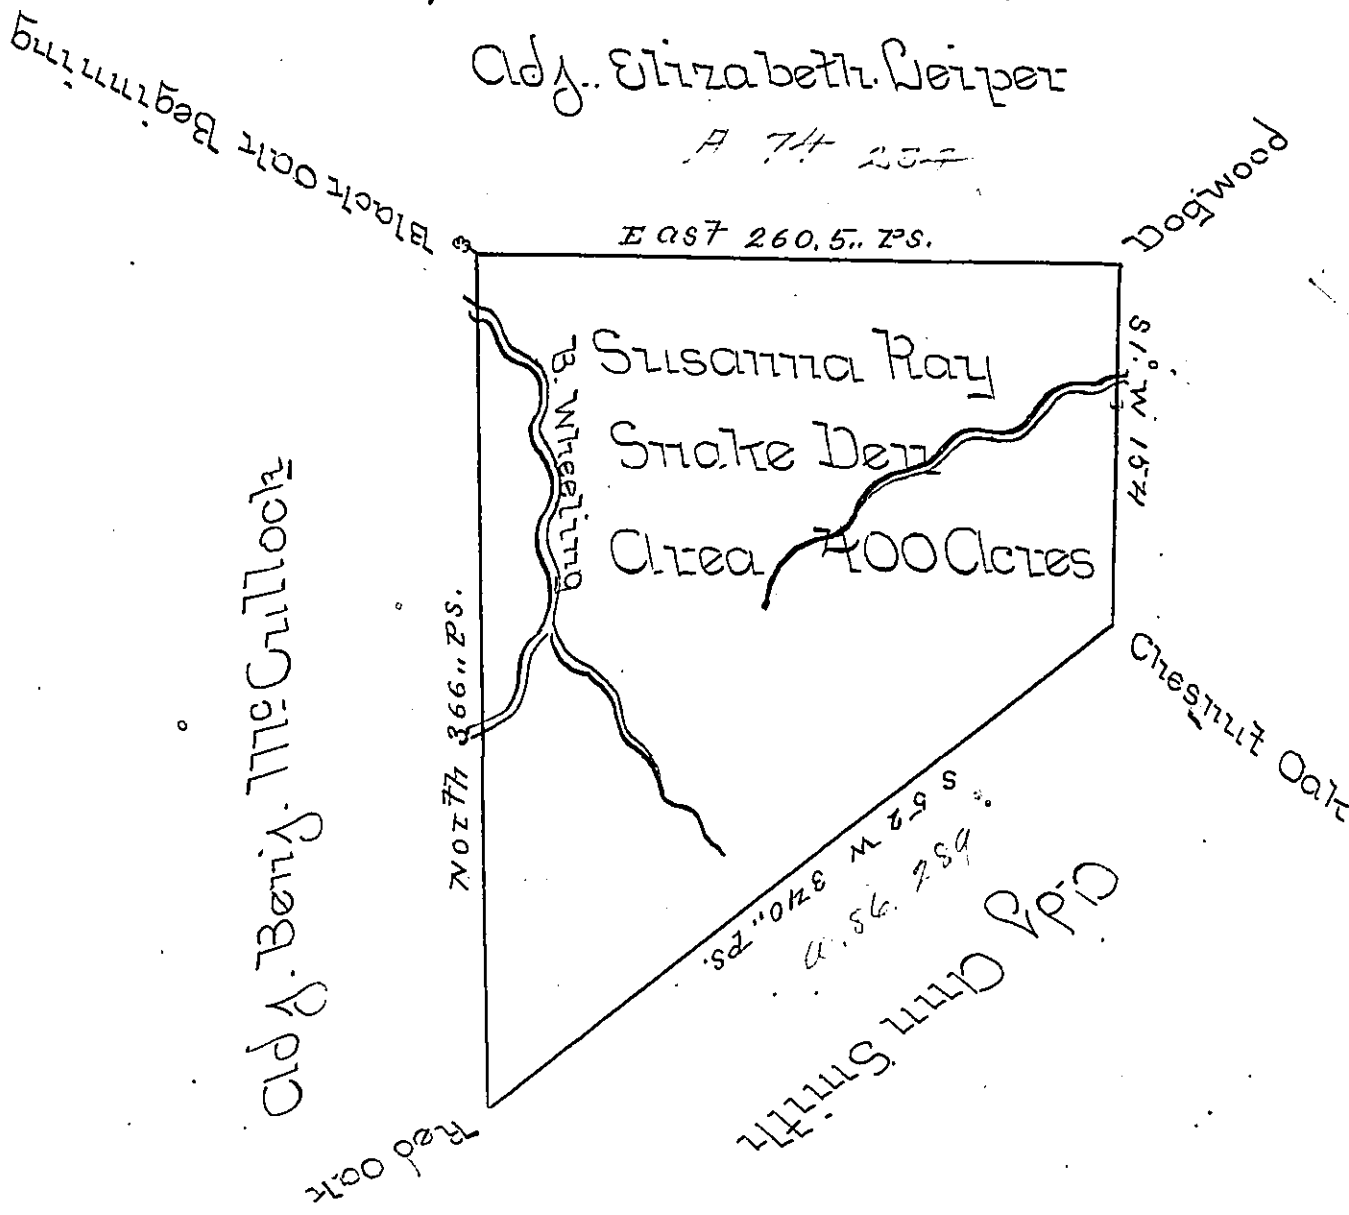 Adj. Elizabeth Leiper
A 74
Black Oak Beginning
Dogwood
East 260.5.. Ps.
S 1.° W 154
Susanna Ray
Snake Den
Area 400 Acres
B. Wheeling
North 366.. Ps.
Adj. Benj. McCulloch
Chesnut Oak
S 52 W 340.. Ps.
Adj Ann Smith
Red oak